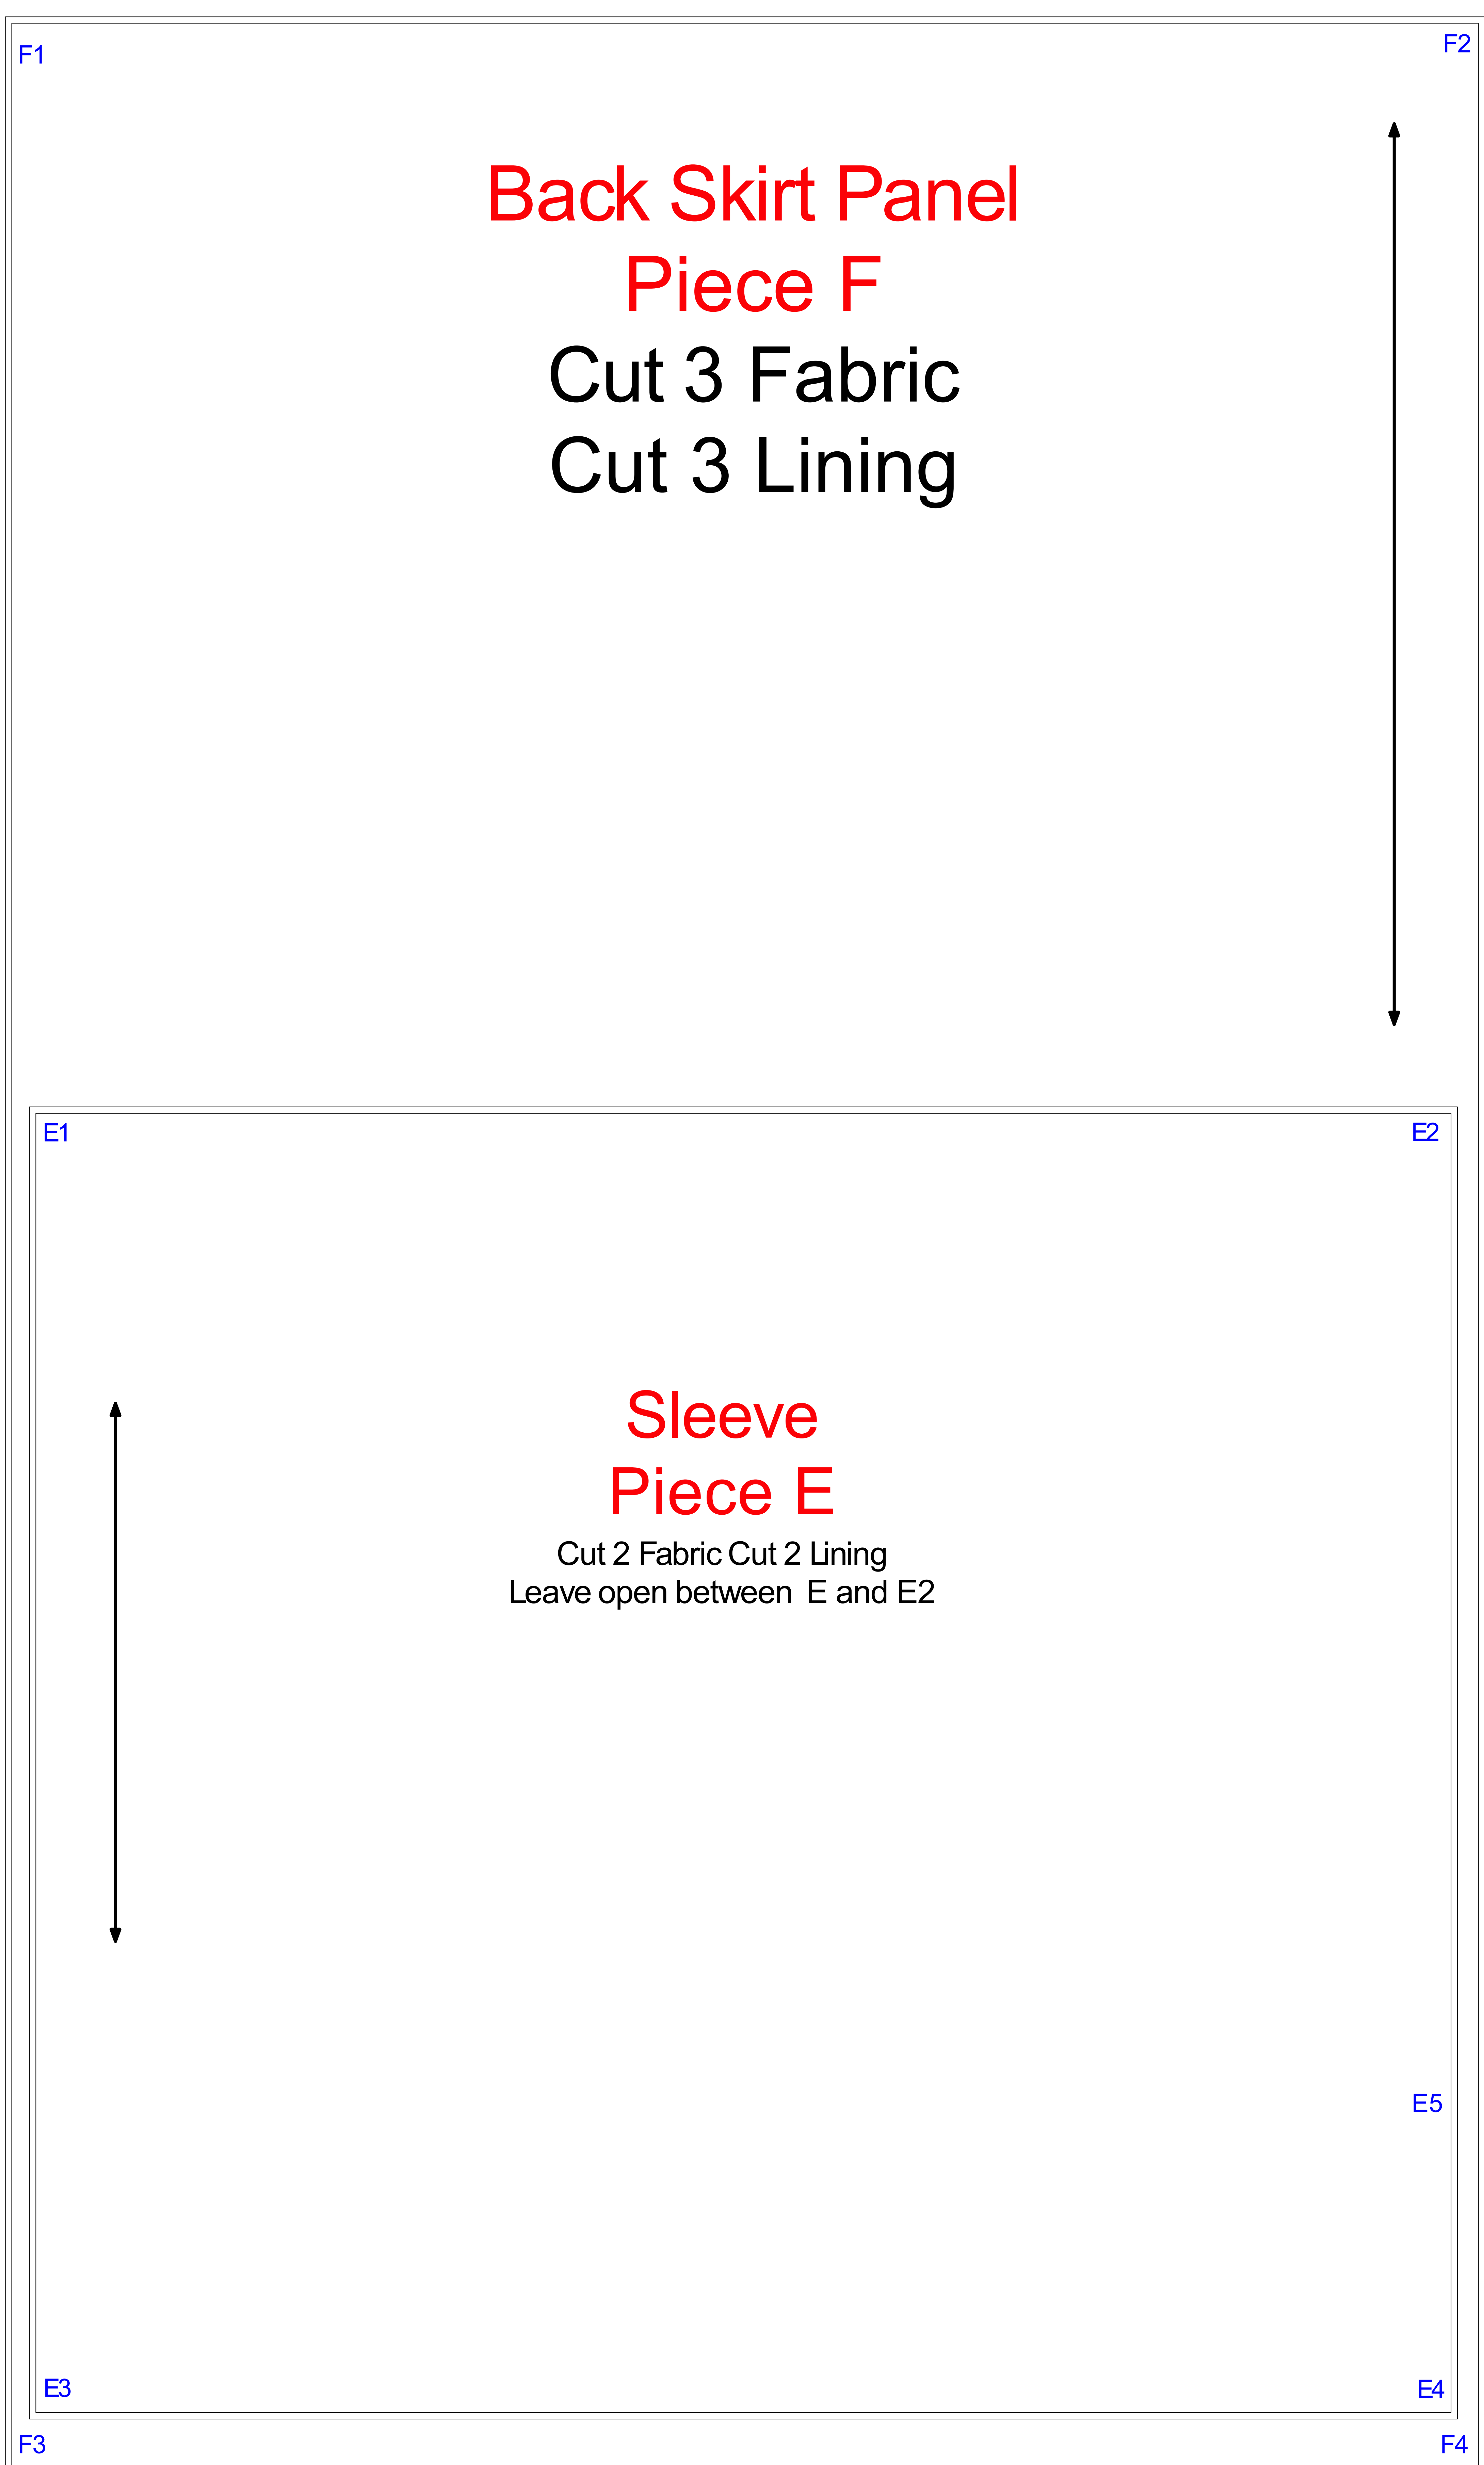 F1
F2
Back Skirt Panel
Piece F
Cut 3 Fabric
Cut 3 Lining
E1
E2
Sleeve
Piece E
Cut 2 Fabric Cut 2 Lining
Leave open between E and E2
E5
E3
E4
F3
F4